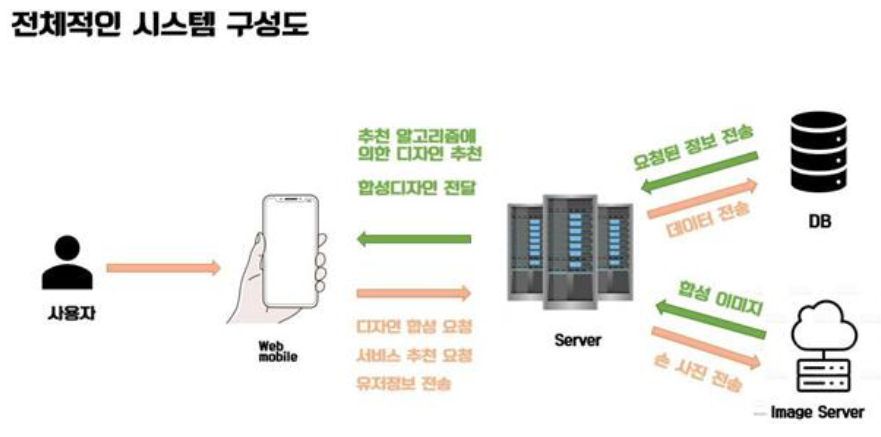 전체적인 시스템 구성도
추천 알고리즘에
의한 디자인 추천
합성디자인 전달
요청된 정보 전송
데이터 전송
DB
사용자
Web
mobile
디자인 합성 요청
서비스 추천 요청
유저정보 전송
Server
합성 이미지
손 사진 전송
Image Server